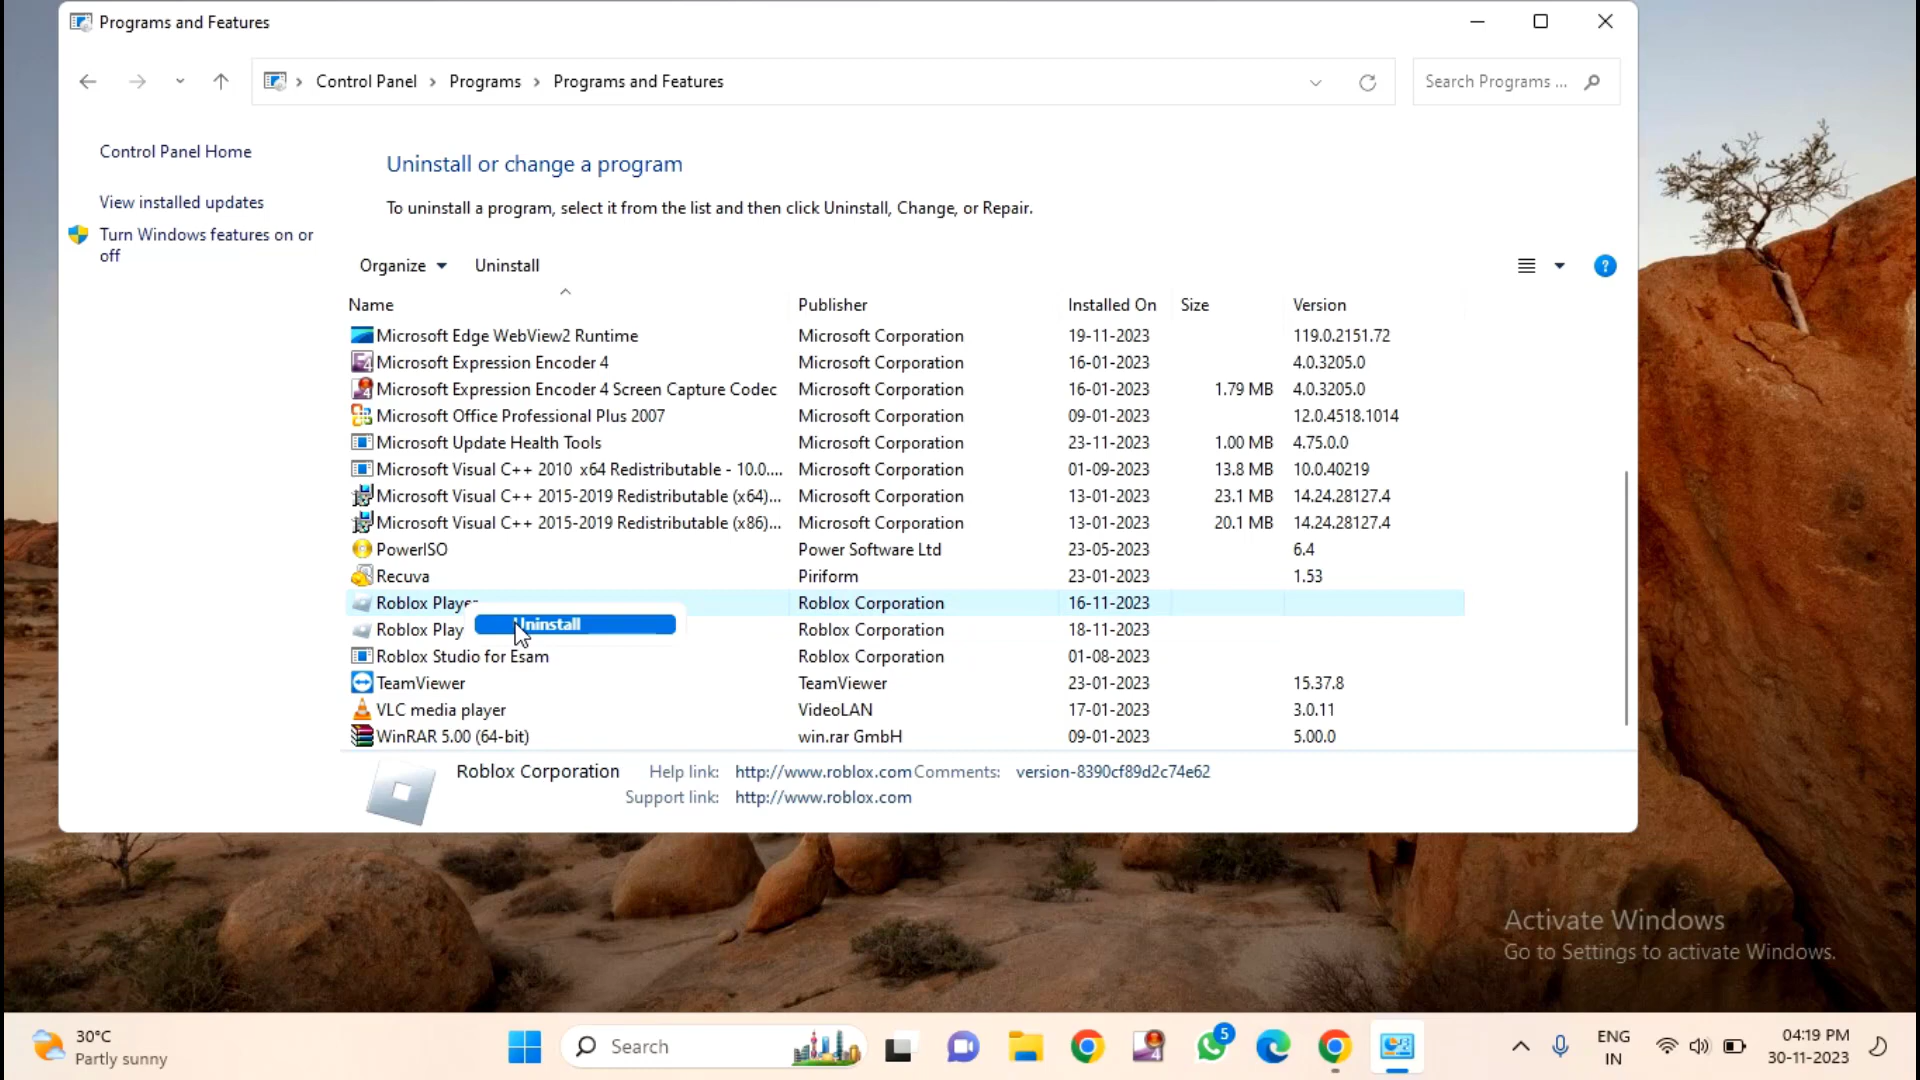 Programs and Features
Control Panel > Programs > Programs and Features
Search Programs ...
Control Panel Home
View installed updates
Turn Windows features on or
off
Uninstall or change a program
To uninstall a program, select it from the list and then click Uninstall, Change, or Repair.
Organize Uninstall
?
Name Publisher Installed On Size Version
Microsoft Edge WebView2 Runtime Microsoft Corporation 19-11-2023 119.0.2151.72
Microsoft Expression Encoder 4 Microsoft Corporation 16-01-2023 4.0.3205.0
Microsoft Expression Encoder 4 Screen Capture Codec Microsoft Corporation 16-01-2023 1.79 MB 4.0.3205.0
Microsoft Office Professional Plus 2007 Microsoft Corporation 09-01-2023 12.0.4518.1014
Microsoft Update Health Tools Microsoft Corporation 23-11-2023 1.00 MB 4.75.0.0
Microsoft Visual C++ 2010 x64 Redistributable - 10.0.... Microsoft Corporation 01-09-2023 13.8 MB 10.0.40219
Microsoft Visual C++ 2015-2019 Redistributable (x64)... Microsoft Corporation 13-01-2023 23.1 MB 14.24.28127.4
Microsoft Visual C++ 2015-2019 Redistributable (x86)... Microsoft Corporation 13-01-2023 20.1 MB 14.24.28127.4
PowerISO Power Software Ltd 23-05-2023 6.4
Recuva Piriform 23-01-2023 1.53
Roblox Player Roblox Corporation 16-11-2023
Uninstall
Roblox Play Roblox Corporation 18-11-2023
Roblox Studio for Esam Roblox Corporation 01-08-2023
TeamViewer TeamViewer 23-01-2023 15.37.8
VLC media player VideoLAN 17-01-2023 3.0.11
WinRAR 5.00 (64-bit) win.rar GmbH 09-01-2023 5.00.0
Roblox Corporation Help link: http://www.roblox.com Comments: version-8390cf89d2c74e62
Support link: http://www.roblox.com
Activate Windows
Go to Settings to activate Windows.
30°C
Partly sunny
Search
4
5
ENG
IN
04:19 PM
30-11-2023